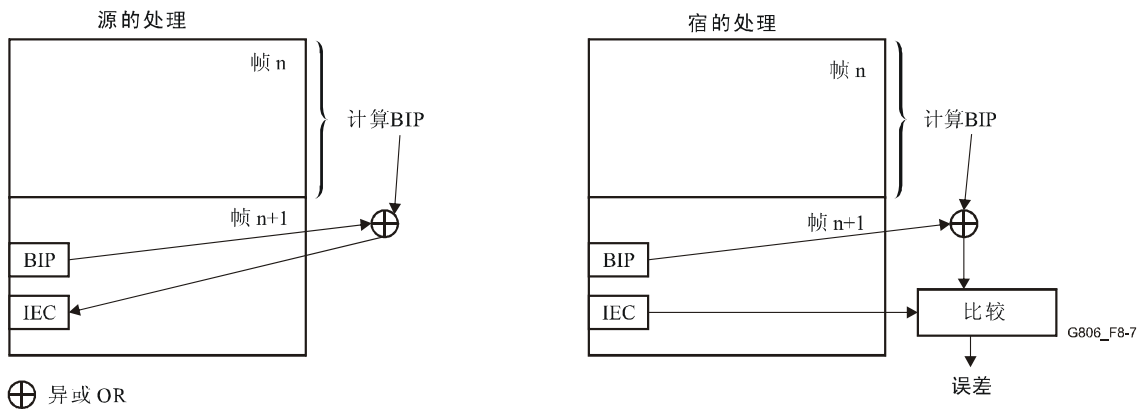 源的处理
帧 n
计算BIP
帧 n+1
BIP
IEC
异或 OR
宿的处理
帧 n
计算BIP
帧 n+1
BIP
IEC
比较
G806_F8-7
误差